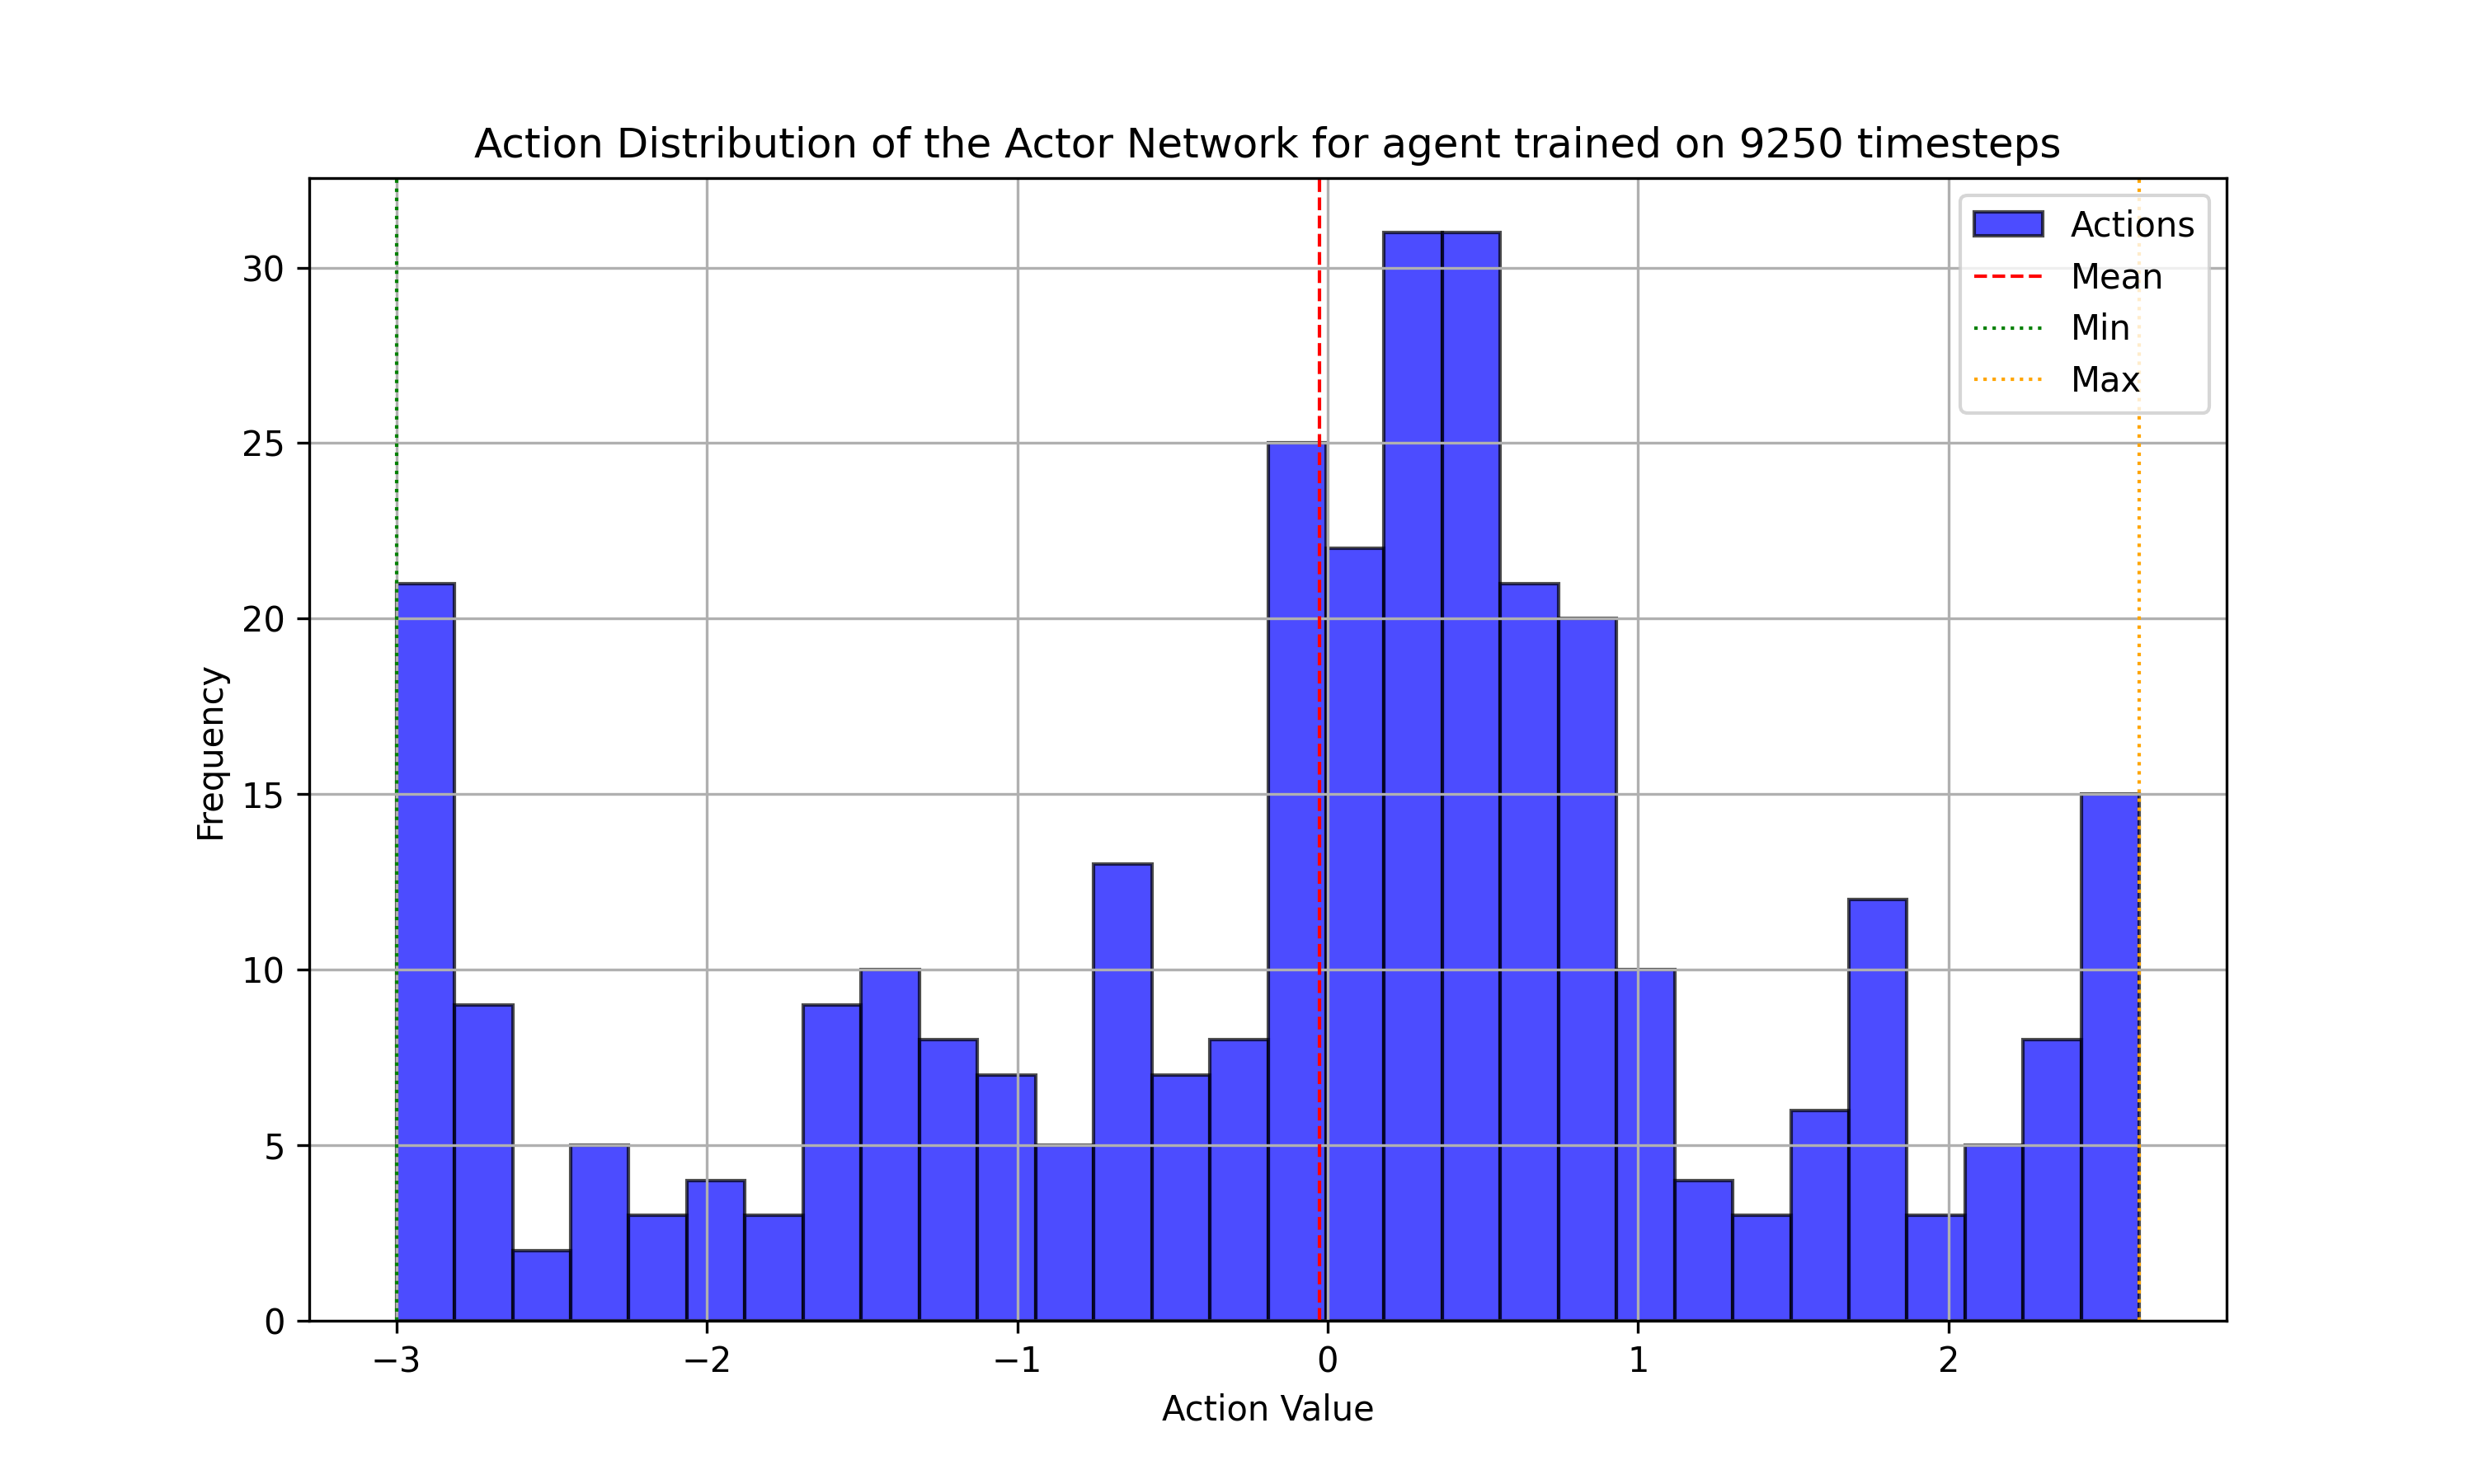 Action Distribution of the Actor Network for agent trained on 9250 timesteps
Actions
Mean
Min
Max
30
25
20
15
10
5
0
Frequency
−3 −2 −1 0 1 2
Action Value